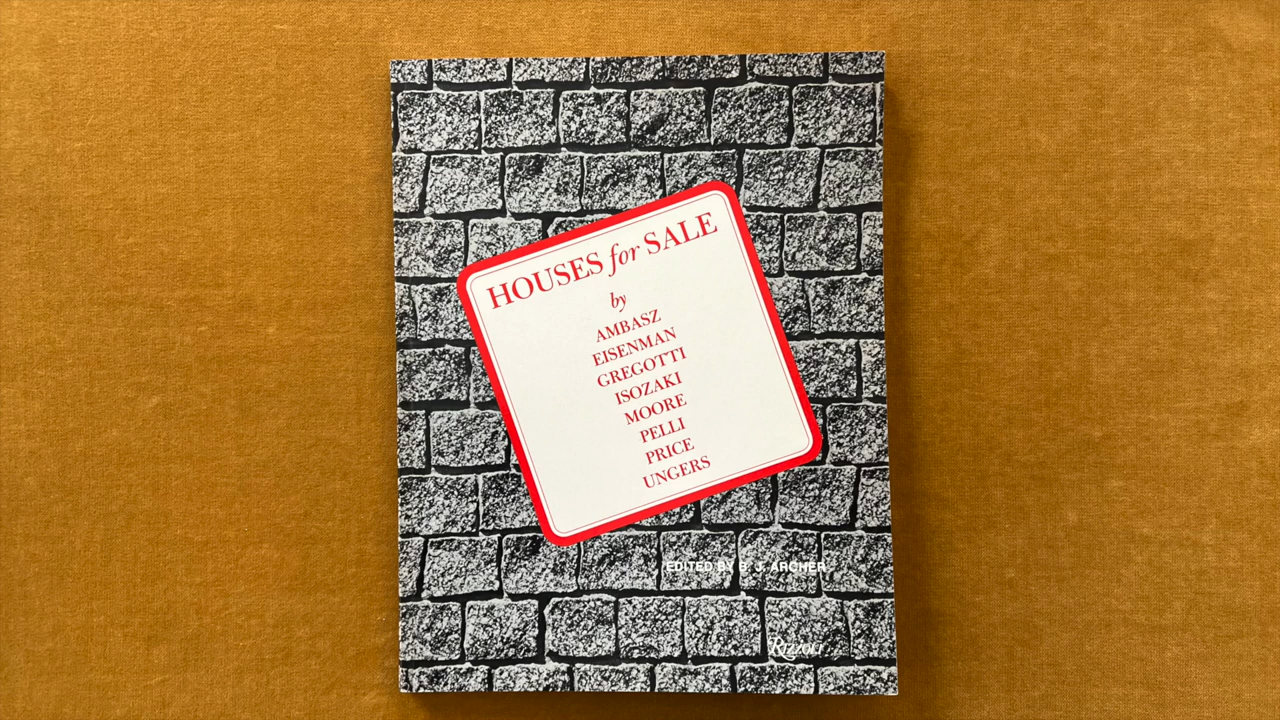 HOUSES for SALE
by
AMBASZ
EISENMAN
GREGOTTI
ISOZAKI
MOORE
PELLI
PRICE
UNGERS
EDITED BY B. J. ARCHER
RIZZOLI